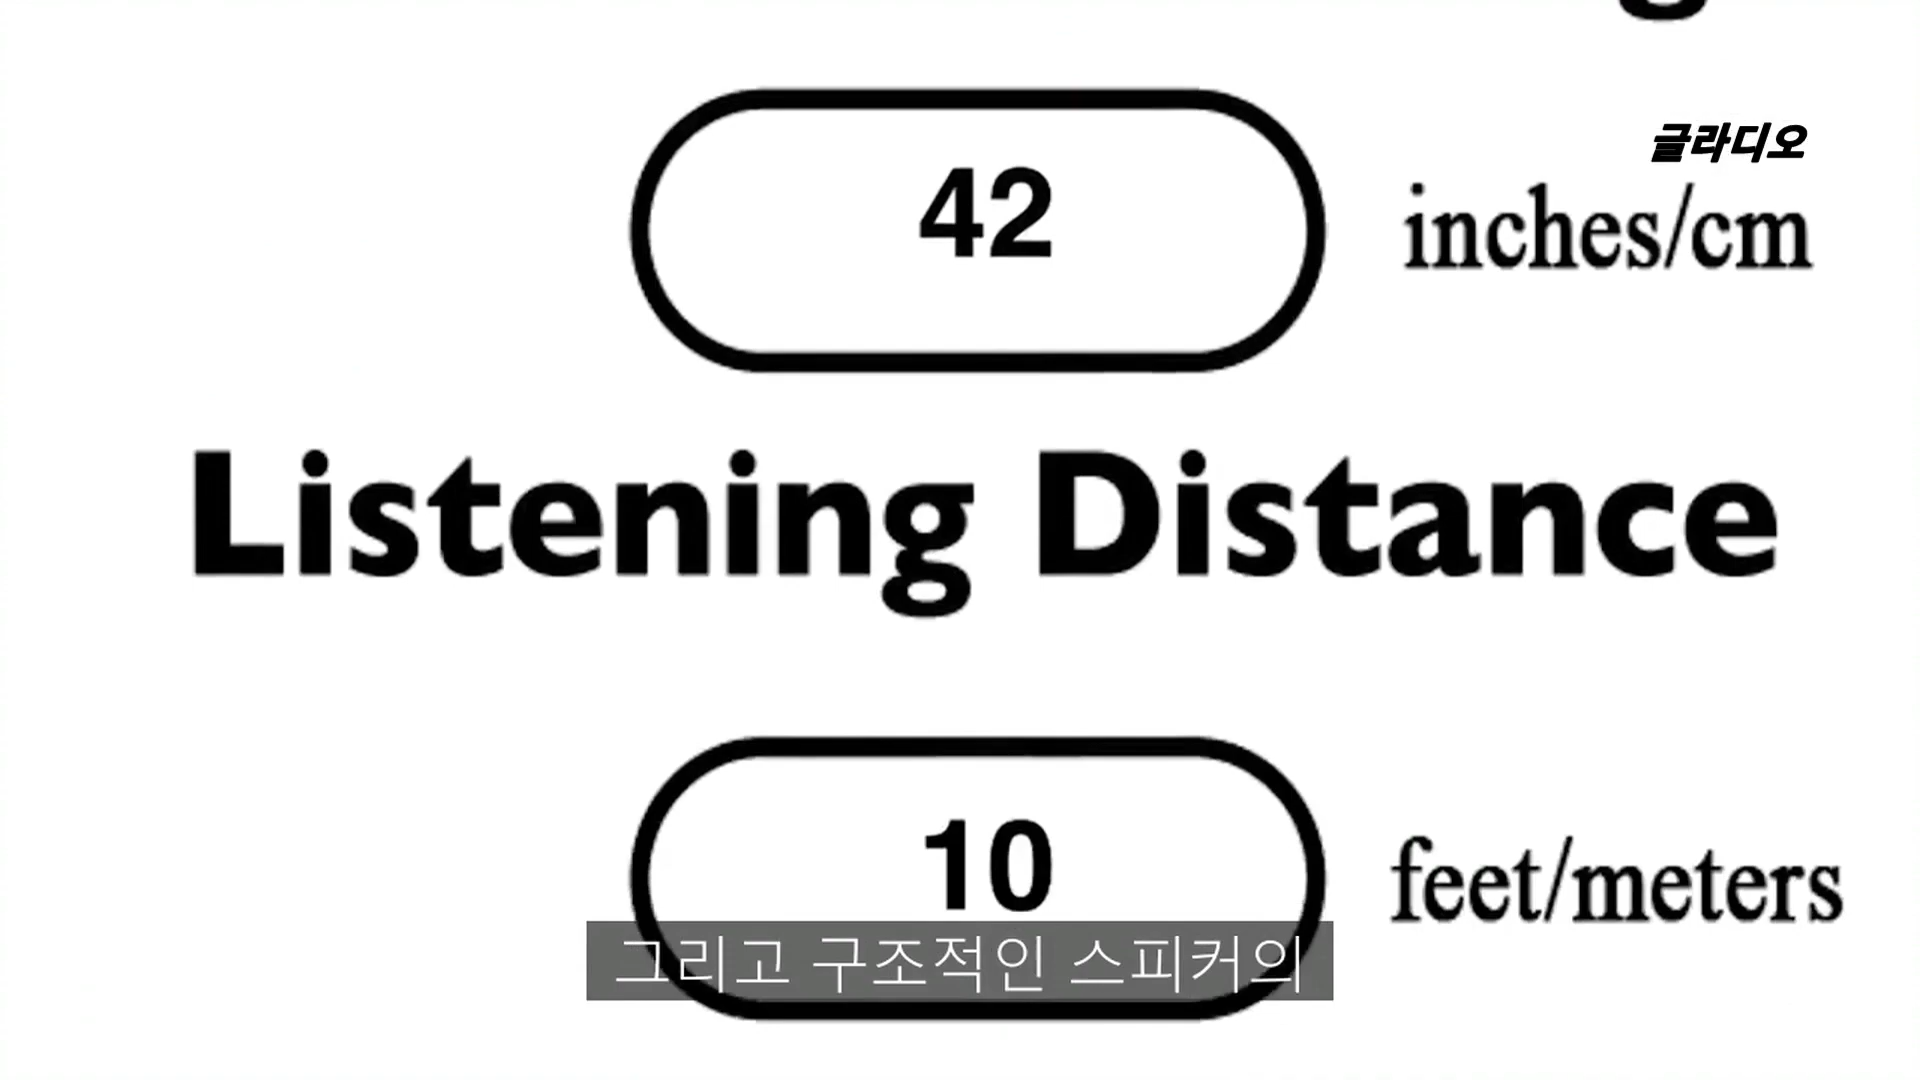 글라디오
42
inches/cm
Listening Distance
10
feet/meters
그리고 구조적인 스피커의